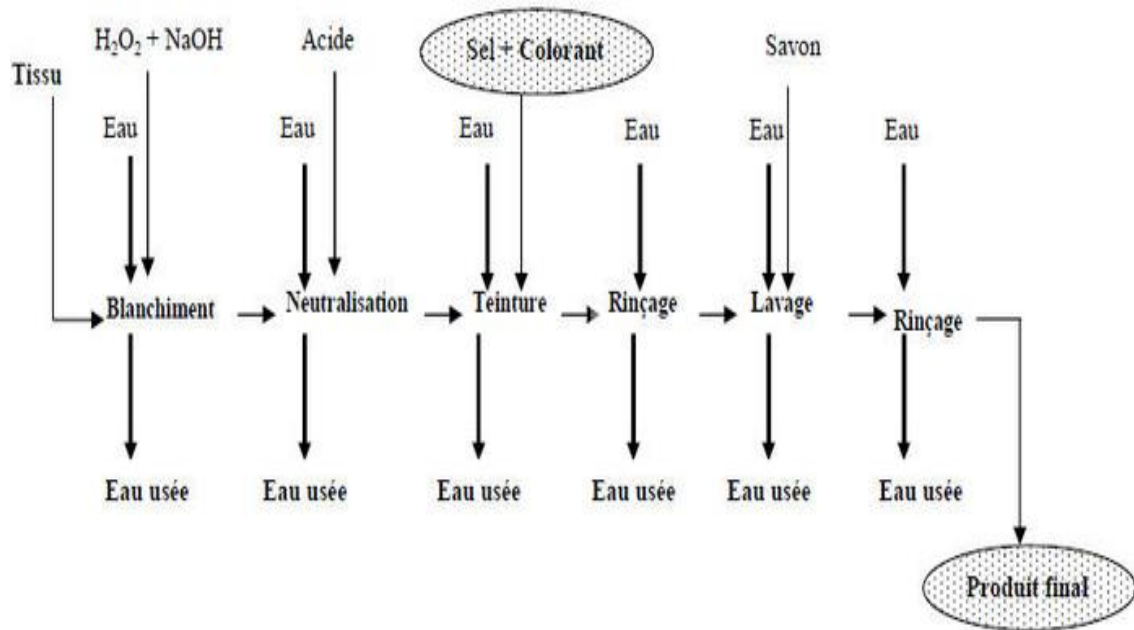 H₂O₂ + NaOH
Acide
Sel + Colorant
Savon
Tissu
Eau
Eau
Eau
Eau
Eau
Eau
Blanchiment
Neutralisation
Teinture
Rinçage
Lavage
Rinçage
Eau usée
Eau usée
Eau usée
Eau usée
Eau usée
Eau usée
Produit final